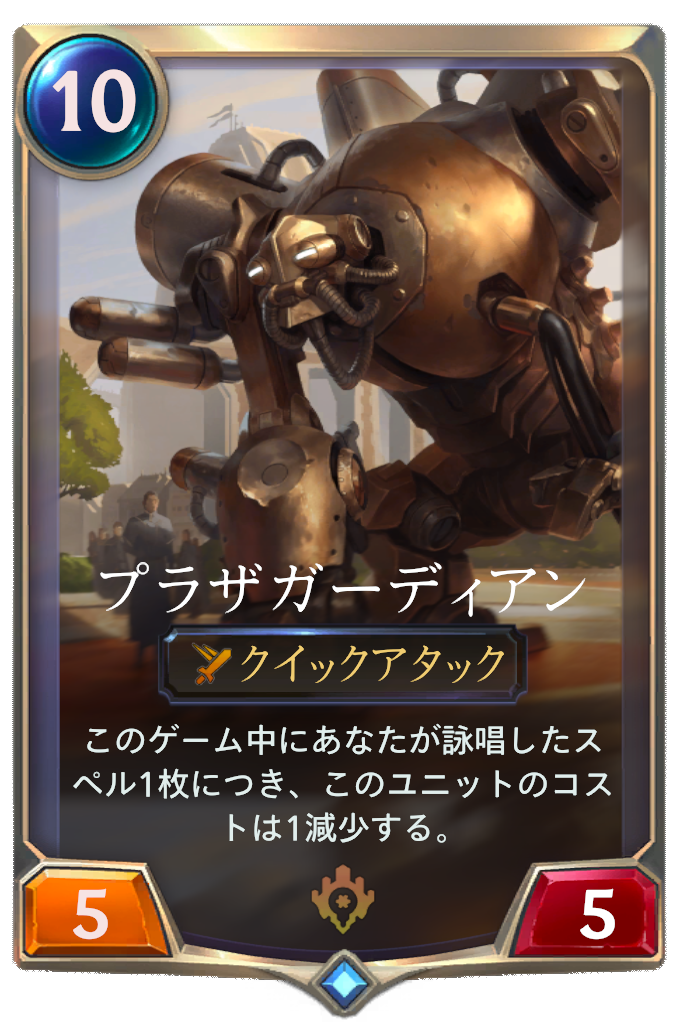 10
プラザガーディアン
クイックアタック
このゲーム中にあなたが詠唱したス
ペル1枚につき、このユニットのコス
トは1減少する。
5
5